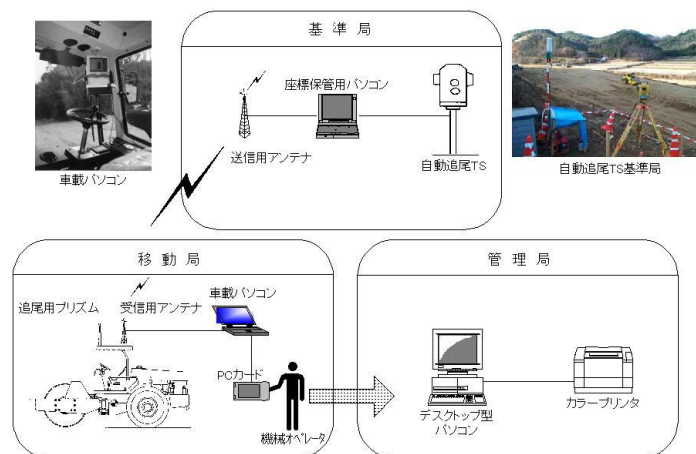 基準局
座標保管用パソコン
送信用アンテナ
自動追尾TS
車載パソコン
自動追尾TS基準局
移動局
追尾用プリズム
受信用アンテナ
車載パソコン
PCカード
機械オペレータ
管理局
デスクトップ型
パソコン
カラープリンタ